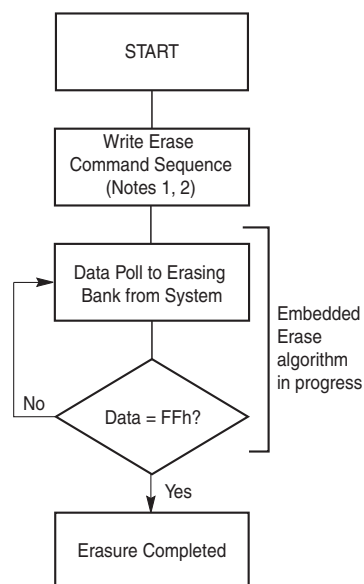 START
Write Erase
Command Sequence
(Notes 1, 2)
Data Poll to Erasing
Bank from System
Embedded
Erase
algorithm
in progress
No
Data = FFh?
Yes
Erasure Completed